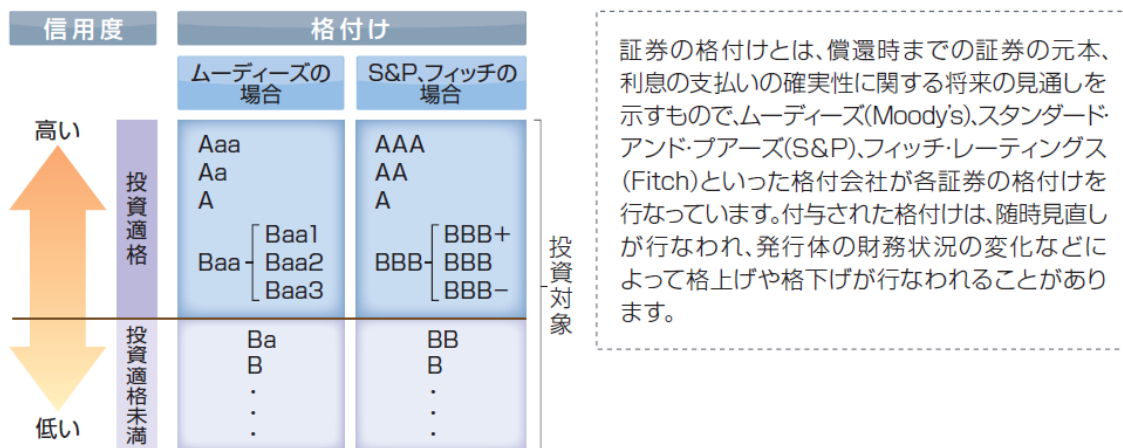 信用度
格付け
ムーディーズの
場合
S&P、フィッチの
場合
高い
低い
投資適格
投資適格未満
Aaa
Aa
A
Baa
Baa1
Baa2
Baa3
Ba
B
・
・
・
AAA
AA
A
BBB
BBB+
BBB
BBB−
BB
B
・
・
・
投資対象
証券の格付けとは、償還時までの証券の元本、
利息の支払いの確実性に関する将来の見通しを
示すもので、ムーディーズ(Moody's)、スタンダード・
アンド・プアーズ(S&P)、フィッチ・レーティングス
(Fitch)といった格付会社が各証券の格付けを
行なっています。付与された格付けは、随時見直し
が行なわれ、発行体の財務状況の変化などに
よって格上げや格下げが行なわれることがあり
ます。